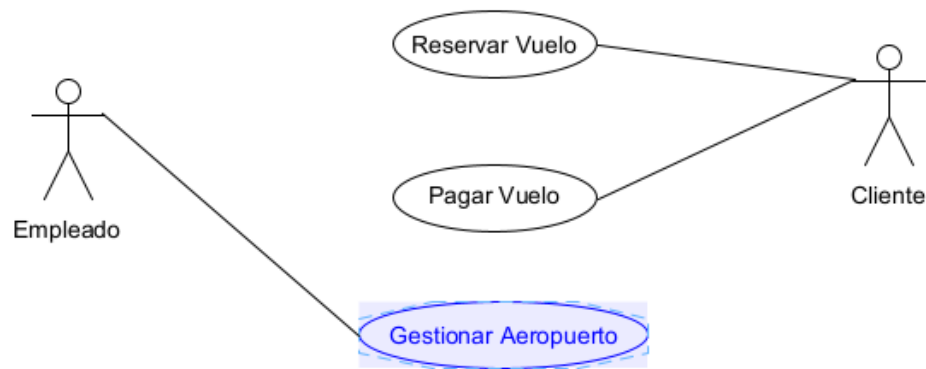 Reservar Vuelo
Pagar Vuelo
Cliente
Empleado
Gestionar Aeropuerto